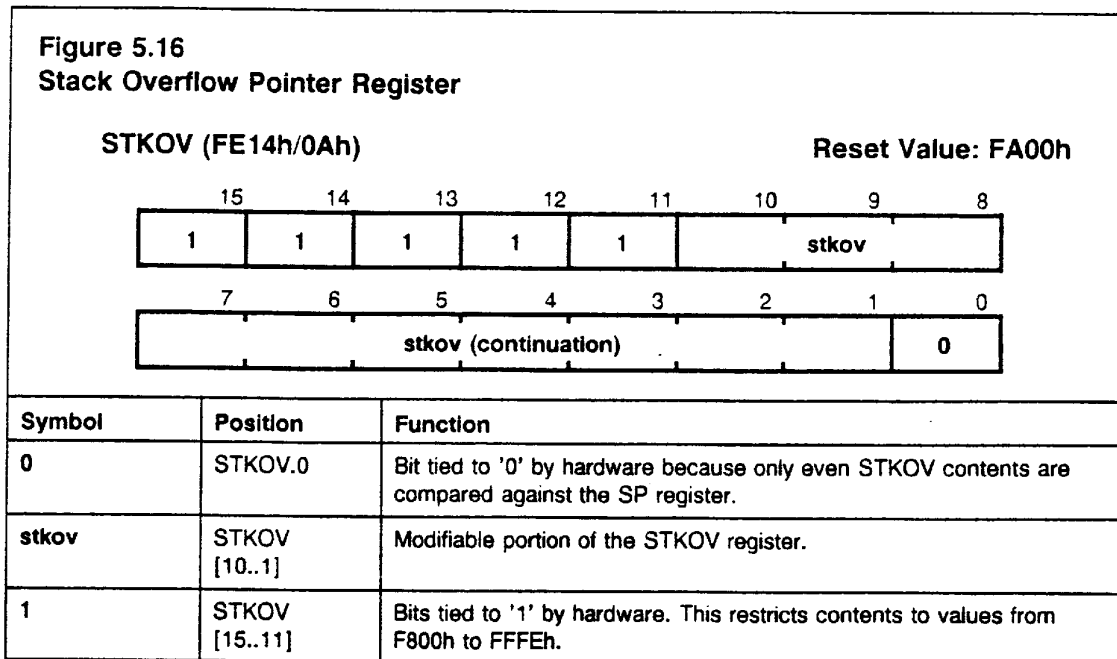 Figure 5.16
Stack Overflow Pointer Register
STKOV (FE14h/0Ah) Reset Value: FA00h
15 14 13 12 11 10 9 8
1 1 1 1 1 stkov
7 6 5 4 3 2 1 0
stkov (continuation) 0
Symbol Position Function
0 STKOV.0 Bit tied to '0' by hardware because only even STKOV contents are
compared against the SP register.
stkov STKOV Modifiable portion of the STKOV register.
[10..1]
1 STKOV Bits tied to '1' by hardware. This restricts contents to values from
[15..11] F800h to FFFEh.